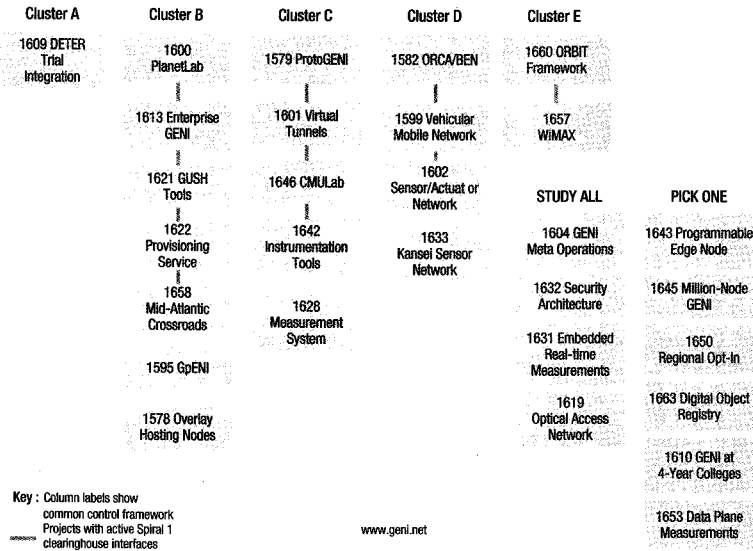 Cluster A
1609 DETER
Trial
Integration
Cluster B
1600
PlanetLab
1613 Enterprise
GENI
1621 GUSH
Tools
1622
Provisioning
Service
1658
Mid-Atlantic
Crossroads
1595 GpENI
1578 Overlay
Hosting Nodes
Cluster C
1579 ProtoGENI
1601 Virtual
Tunnels
1646 CMULab
1642
Instrumentation
Tools
1628
Measurement
System
Cluster D
1582 ORCA/BEN
1599 Vehicular
Mobile Network
1602
Sensor/Actuat or
Network
1633
Kansei Sensor
Network
Cluster E
1660 ORBIT
Framework
1657
WiMAX
STUDY ALL
1604 GENI
Meta Operations
1632 Security
Architecture
1631 Embedded
Real-time
Measurements
1619
Optical Access
Network
PICK ONE
1643 Programmable
Edge Node
1645 Million-Node
GENI
1650
Regional Opt-In
1663 Digital Object
Registry
1610 GENI at
4-Year Colleges
1653 Data Plane
Measurements
Key : Column labels show
common control framework
Projects with active Spiral 1
clearinghouse interfaces
www.geni.net